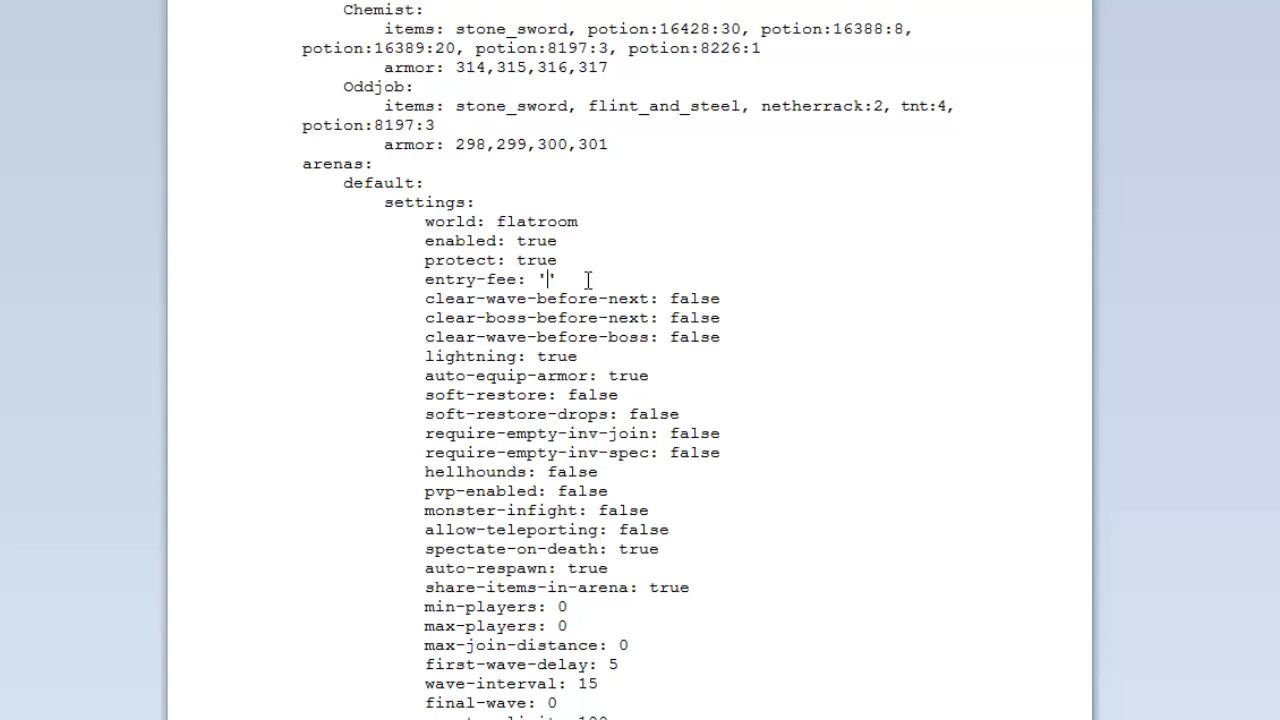 Chemist:
items: stone_sword, potion:16428:30, potion:16388:8,
potion:16389:20, potion:8197:3, potion:8226:1
armor: 314,315,316,317
Oddjob:
items: stone_sword, flint_and_steel, netherrack:2, tnt:4,
potion:8197:3
armor: 298,299,300,301
arenas:
default:
settings:
world: flatroom
enabled: true
protect: true
entry-fee: ''
clear-wave-before-next: false
clear-boss-before-next: false
clear-wave-before-boss: false
lightning: true
auto-equip-armor: true
soft-restore: false
soft-restore-drops: false
require-empty-inv-join: false
require-empty-inv-spec: false
hellhounds: false
pvp-enabled: false
monster-infight: false
allow-teleporting: false
spectate-on-death: true
auto-respawn: true
share-items-in-arena: true
min-players: 0
max-players: 0
max-join-distance: 0
first-wave-delay: 5
wave-interval: 15
final-wave: 0